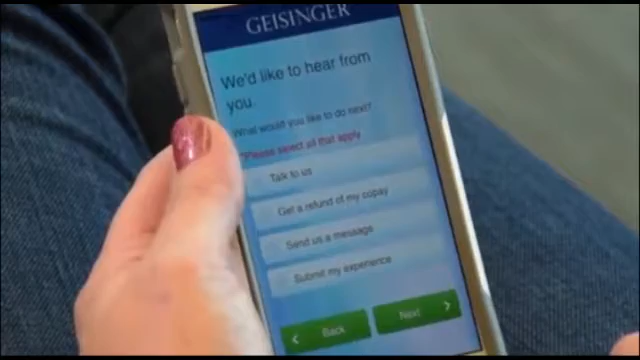 GEISINGER
We'd like to hear from
you.
What would you like to do next?
*Please select all that apply
Talk to us
Get a refund of my copay
Send us a message
Submit my experience
Back
Next